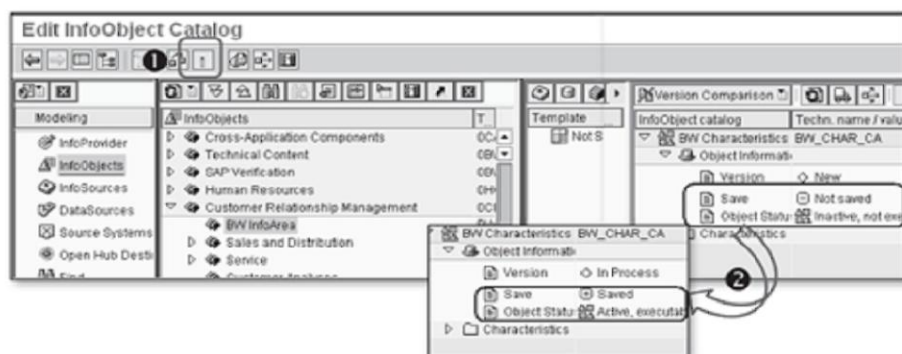 Edit InfoObject Catalog
1
Modeling
InfoProvider
InfoObjects
InfoSources
DataSources
Source Systems
Open Hub Desti
InfoObjects T
Cross-Application Components
Technical Content
SAP Verification
Human Resources
Customer Relationship Management
BW InfoArea
Sales and Distribution
Service
Template
Not S
Version Comparison
InfoObject catalog Techn. name / valu
BW Characteristics BW_CHAR_CA
Object Informati
Version New
Save Not saved
Object Statu Inactive, not exe
Characteristics
BW Characteristics BW_CHAR_CA
Object Informati
Version In Process
Save Saved
Object Statu Active, executab
Characteristics
2